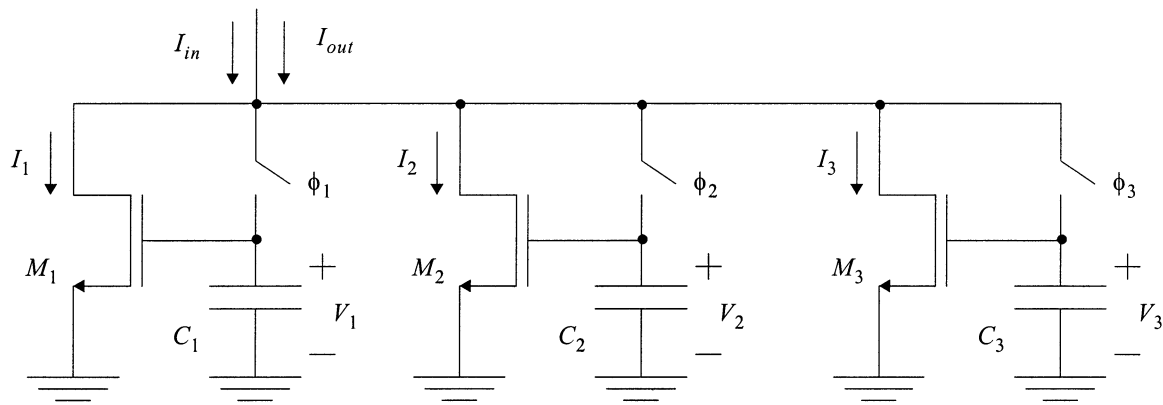 I_in I_out
I_1 I_2 I_3
ϕ_1 ϕ_2 ϕ_3
M_1 M_2 M_3
+ + +
C_1 V_1 C_2 V_2 C_3 V_3
− − −